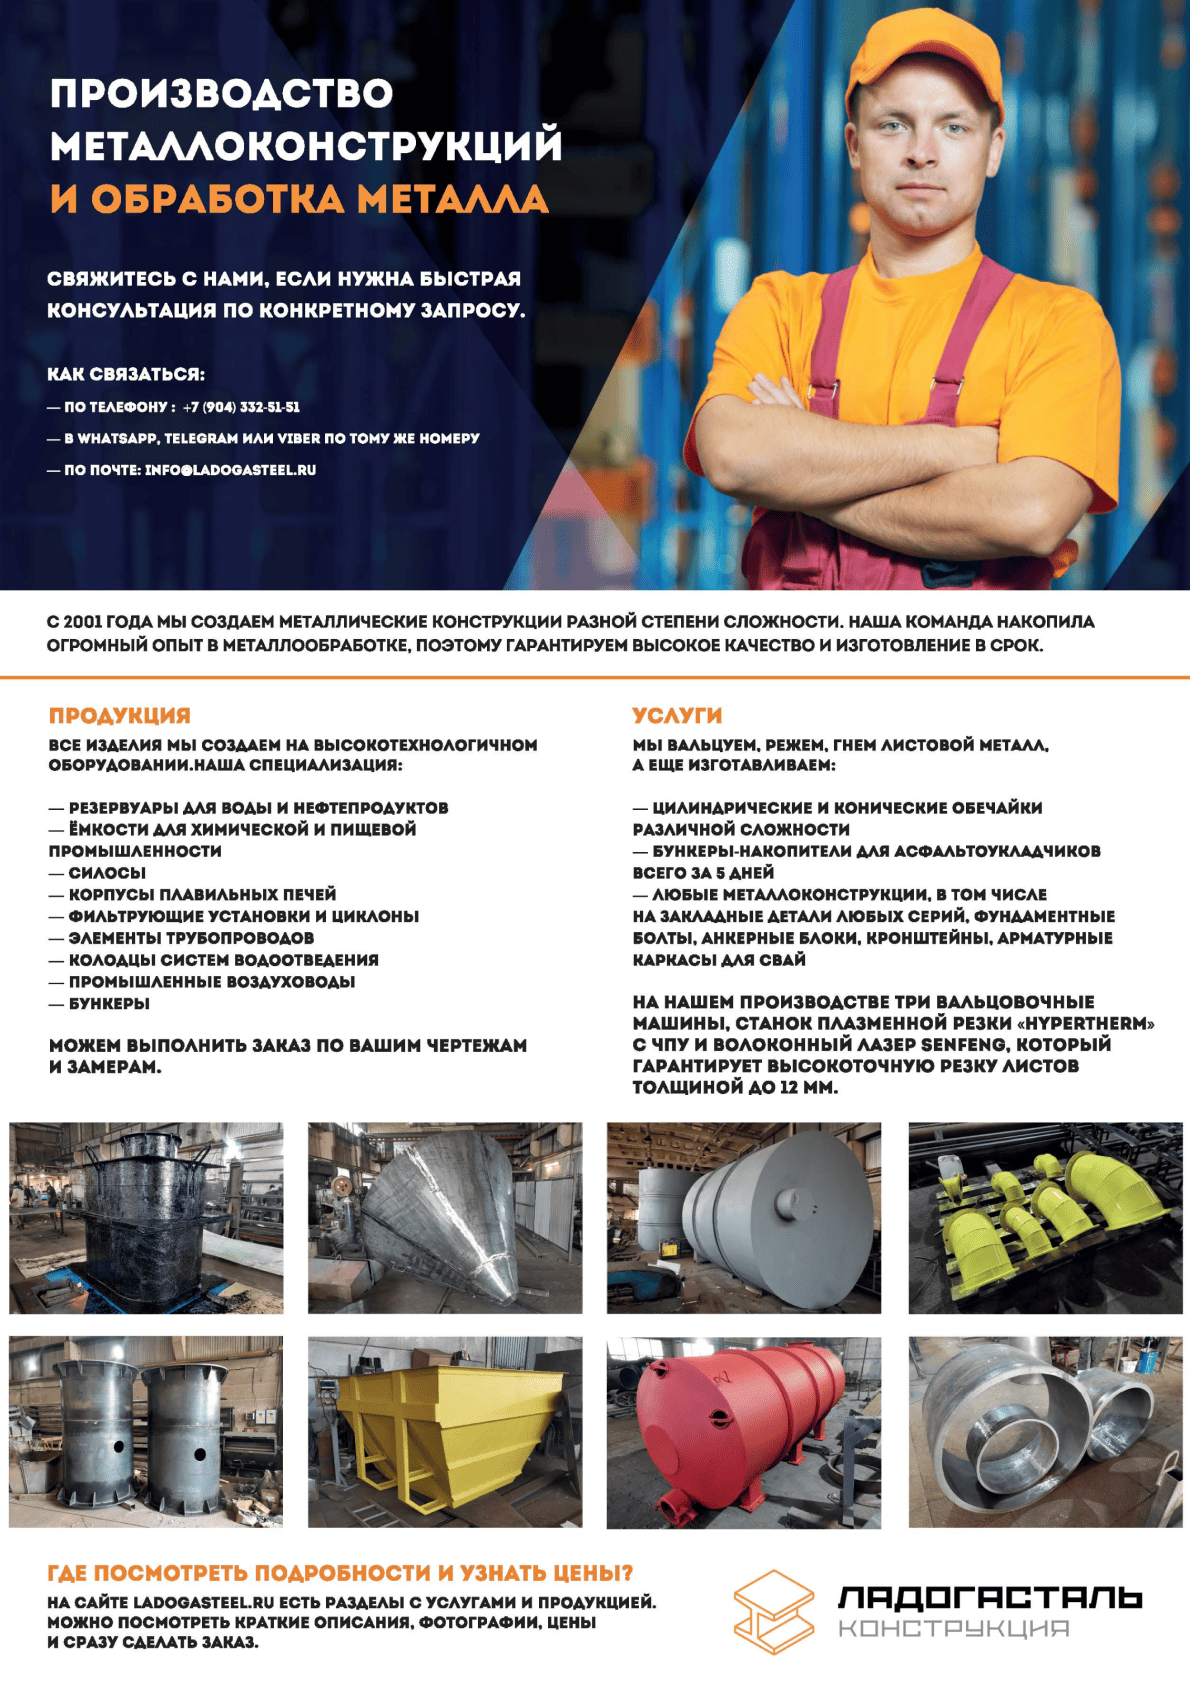 ПРОИЗВОДСТВО
МЕТАЛЛОКОНСТРУКЦИЙ
И ОБРАБОТКА МЕТАЛЛА
СВЯЖИТЕСЬ С НАМИ, ЕСЛИ НУЖНА БЫСТРАЯ
КОНСУЛЬТАЦИЯ ПО КОНКРЕТНОМУ ЗАПРОСУ.
КАК СВЯЗАТЬСЯ:
— ПО ТЕЛЕФОНУ : +7 (904) 332-51-51
— В WHATSAPP, TELEGRAM ИЛИ VIBER ПО ТОМУ ЖЕ НОМЕРУ
— ПО ПОЧТЕ: INFO@LADOGASTEEL.RU
С 2001 ГОДА МЫ СОЗДАЕМ МЕТАЛЛИЧЕСКИЕ КОНСТРУКЦИИ РАЗНОЙ СТЕПЕНИ СЛОЖНОСТИ. НАША КОМАНДА НАКОПИЛА
ОГРОМНЫЙ ОПЫТ В МЕТАЛЛООБРАБОТКЕ, ПОЭТОМУ ГАРАНТИРУЕМ ВЫСОКОЕ КАЧЕСТВО И ИЗГОТОВЛЕНИЕ В СРОК.
ПРОДУКЦИЯ
ВСЕ ИЗДЕЛИЯ МЫ СОЗДАЕМ НА ВЫСОКОТЕХНОЛОГИЧНОМ
ОБОРУДОВАНИИ.НАША СПЕЦИАЛИЗАЦИЯ:
— РЕЗЕРВУАРЫ ДЛЯ ВОДЫ И НЕФТЕПРОДУКТОВ
— ЁМКОСТИ ДЛЯ ХИМИЧЕСКОЙ И ПИЩЕВОЙ
ПРОМЫШЛЕННОСТИ
— СИЛОСЫ
— КОРПУСЫ ПЛАВИЛЬНЫХ ПЕЧЕЙ
— ФИЛЬТРУЮЩИЕ УСТАНОВКИ И ЦИКЛОНЫ
— ЭЛЕМЕНТЫ ТРУБОПРОВОДОВ
— КОЛОДЦЫ СИСТЕМ ВОДООТВЕДЕНИЯ
— ПРОМЫШЛЕННЫЕ ВОЗДУХОВОДЫ
— БУНКЕРЫ
МОЖЕМ ВЫПОЛНИТЬ ЗАКАЗ ПО ВАШИМ ЧЕРТЕЖАМ
И ЗАМЕРАМ.
УСЛУГИ
МЫ ВАЛЬЦУЕМ, РЕЖЕМ, ГНЕМ ЛИСТОВОЙ МЕТАЛЛ,
А ЕЩЕ ИЗГОТАВЛИВАЕМ:
— ЦИЛИНДРИЧЕСКИЕ И КОНИЧЕСКИЕ ОБЕЧАЙКИ
РАЗЛИЧНОЙ СЛОЖНОСТИ
— БУНКЕРЫ-НАКОПИТЕЛИ ДЛЯ АСФАЛЬТОУКЛАДЧИКОВ
ВСЕГО ЗА 5 ДНЕЙ
— ЛЮБЫЕ МЕТАЛЛОКОНСТРУКЦИИ, В ТОМ ЧИСЛЕ
НА ЗАКЛАДНЫЕ ДЕТАЛИ ЛЮБЫХ СЕРИЙ, ФУНДАМЕНТНЫЕ
БОЛТЫ, АНКЕРНЫЕ БЛОКИ, КРОНШТЕЙНЫ, АРМАТУРНЫЕ
КАРКАСЫ ДЛЯ СВАЙ
НА НАШЕМ ПРОИЗВОДСТВЕ ТРИ ВАЛЬЦОВОЧНЫЕ
МАШИНЫ, СТАНОК ПЛАЗМЕННОЙ РЕЗКИ «HYPERTHERM»
С ЧПУ И ВОЛОКОННЫЙ ЛАЗЕР SENFENG, КОТОРЫЙ
ГАРАНТИРУЕТ ВЫСОКОТОЧНУЮ РЕЗКУ ЛИСТОВ
ТОЛЩИНОЙ ДО 12 ММ.
2
ГДЕ ПОСМОТРЕТЬ ПОДРОБНОСТИ И УЗНАТЬ ЦЕНЫ?
НА САЙТЕ LADOGASTEEL.RU ЕСТЬ РАЗДЕЛЫ С УСЛУГАМИ И ПРОДУКЦИЕЙ.
МОЖНО ПОСМОТРЕТЬ КРАТКИЕ ОПИСАНИЯ, ФОТОГРАФИИ, ЦЕНЫ
И СРАЗУ СДЕЛАТЬ ЗАКАЗ.
ЛАДОГАСТАЛЬ
КОНСТРУКЦИЯ